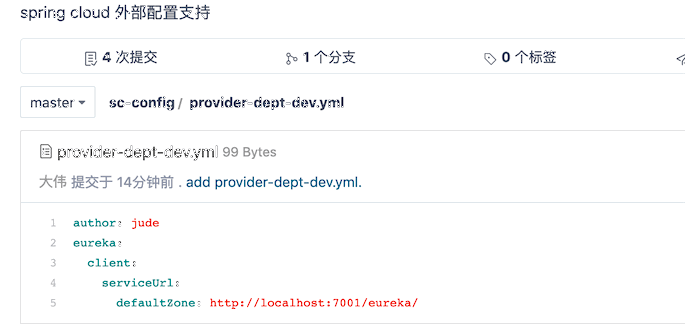 spring cloud 外部配置支持
4 次提交 1 个分支 0 个标签
master sc-config / provider-dept-dev.yml
provider-dept-dev.yml 99 Bytes
大伟 提交于 14分钟前 . add provider-dept-dev.yml.
1 author: jude
2 eureka:
3 client:
4 serviceUrl:
5 defaultZone: http://localhost:7001/eureka/